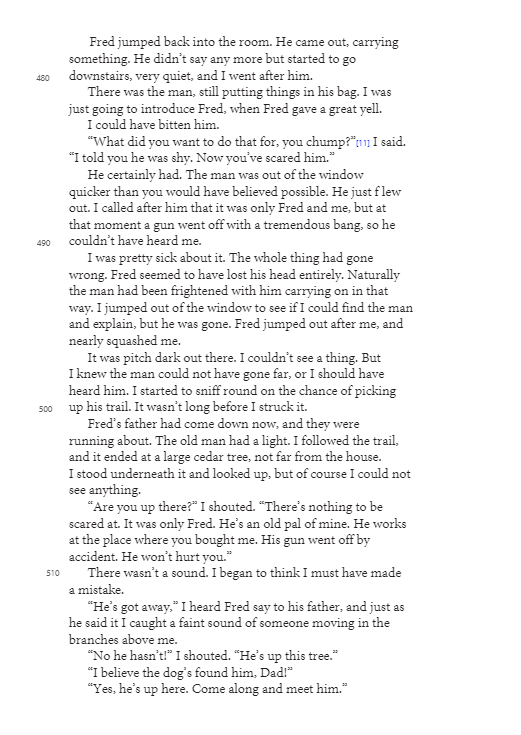 Fred jumped back into the room. He came out, carrying
something. He didn't say any more but started to go
480 downstairs, very quiet, and I went after him.
There was the man, still putting things in his bag. I was
just going to introduce Fred, when Fred gave a great yell.
I could have bitten him.
“What did you want to do that for, you chump?”[11] I said.
“I told you he was shy. Now you've scared him.”
He certainly had. The man was out of the window
quicker than you would have believed possible. He just f lew
out. I called after him that it was only Fred and me, but at
that moment a gun went off with a tremendous bang, so he
490 couldn't have heard me.
I was pretty sick about it. The whole thing had gone
wrong. Fred seemed to have lost his head entirely. Naturally
the man had been frightened with him carrying on in that
way. I jumped out of the window to see if I could find the man
and explain, but he was gone. Fred jumped out after me, and
nearly squashed me.
It was pitch dark out there. I couldn't see a thing. But
I knew the man could not have gone far, or I should have
heard him. I started to sniff round on the chance of picking
500 up his trail. It wasn't long before I struck it.
Fred's father had come down now, and they were
running about. The old man had a light. I followed the trail,
and it ended at a large cedar tree, not far from the house.
I stood underneath it and looked up, but of course I could not
see anything.
“Are you up there?” I shouted. “There's nothing to be
scared at. It was only Fred. He's an old pal of mine. He works
at the place where you bought me. His gun went off by
accident. He won't hurt you.”
510 There wasn't a sound. I began to think I must have made
a mistake.
“He's got away,” I heard Fred say to his father, and just as
he said it I caught a faint sound of someone moving in the
branches above me.
“No he hasn't!” I shouted. “He's up this tree.”
“I believe the dog's found him, Dad!”
“Yes, he's up here. Come along and meet him.”